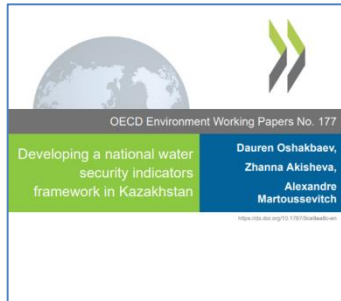 OECD Environment Working Papers No. 177
Developing a national water
security indicators
framework in Kazakhstan
Dauren Oshakbaev,
Zhanna Akisheva,
Alexandre
Martoussevitch